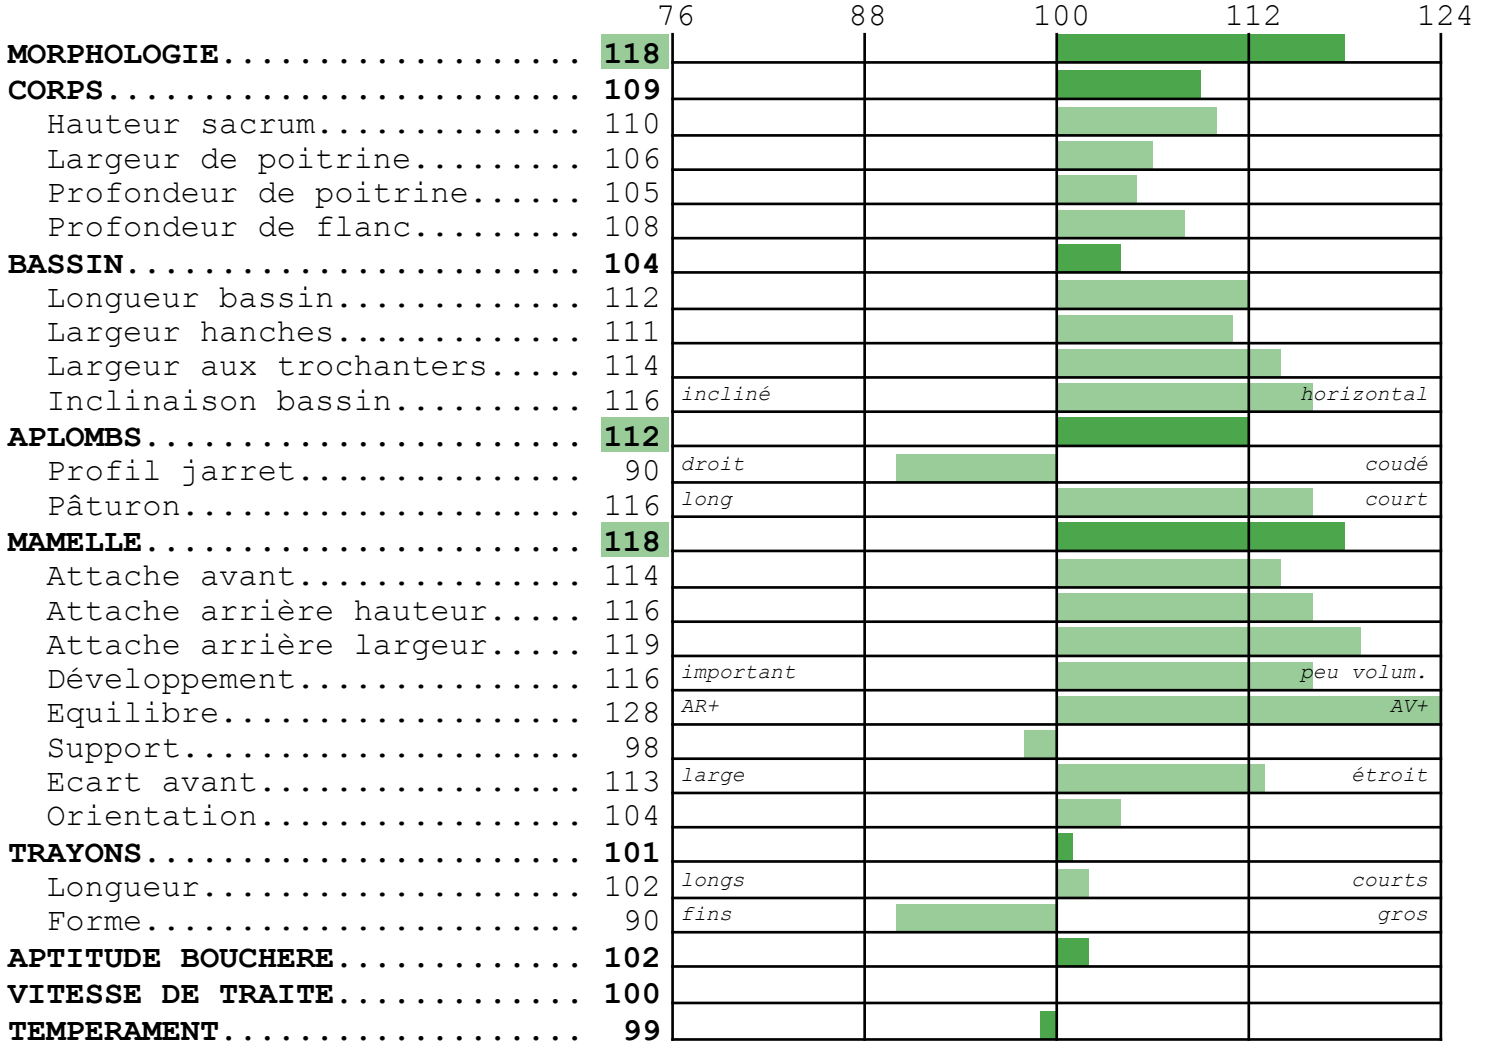 76 88 100 112 124
MORPHOLOGIE................... 118
CORPS......................... 109
Hauteur sacrum.............. 110
Largeur de poitrine......... 106
Profondeur de poitrine...... 105
Profondeur de flanc......... 108
BASSIN........................ 104
Longueur bassin............. 112
Largeur hanches............. 111
Largeur aux trochanters..... 114
Inclinaison bassin.......... 116 incliné horizontal
APLOMBS....................... 112
Profil jarret............... 90 droit coudé
Pâturon..................... 116 long court
MAMELLE....................... 118
Attache avant............... 114
Attache arrière hauteur..... 116
Attache arrière largeur..... 119
Développement............... 116 important peu volum.
Equilibre................... 128 AR+ AV+
Support..................... 98
Ecart avant................. 113 large étroit
Orientation................. 104
TRAYONS....................... 101
Longueur.................... 102 longs courts
Forme....................... 90 fins gros
APTITUDE BOUCHERE............. 102
VITESSE DE TRAITE............. 100
TEMPERAMENT................... 99